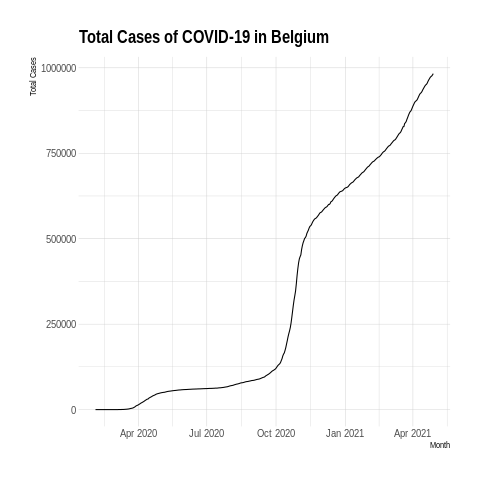 Total Cases of COVID-19 in Belgium
Total Cases
1000000
750000
500000
250000
0
Apr 2020 Jul 2020 Oct 2020 Jan 2021 Apr 2021
Month